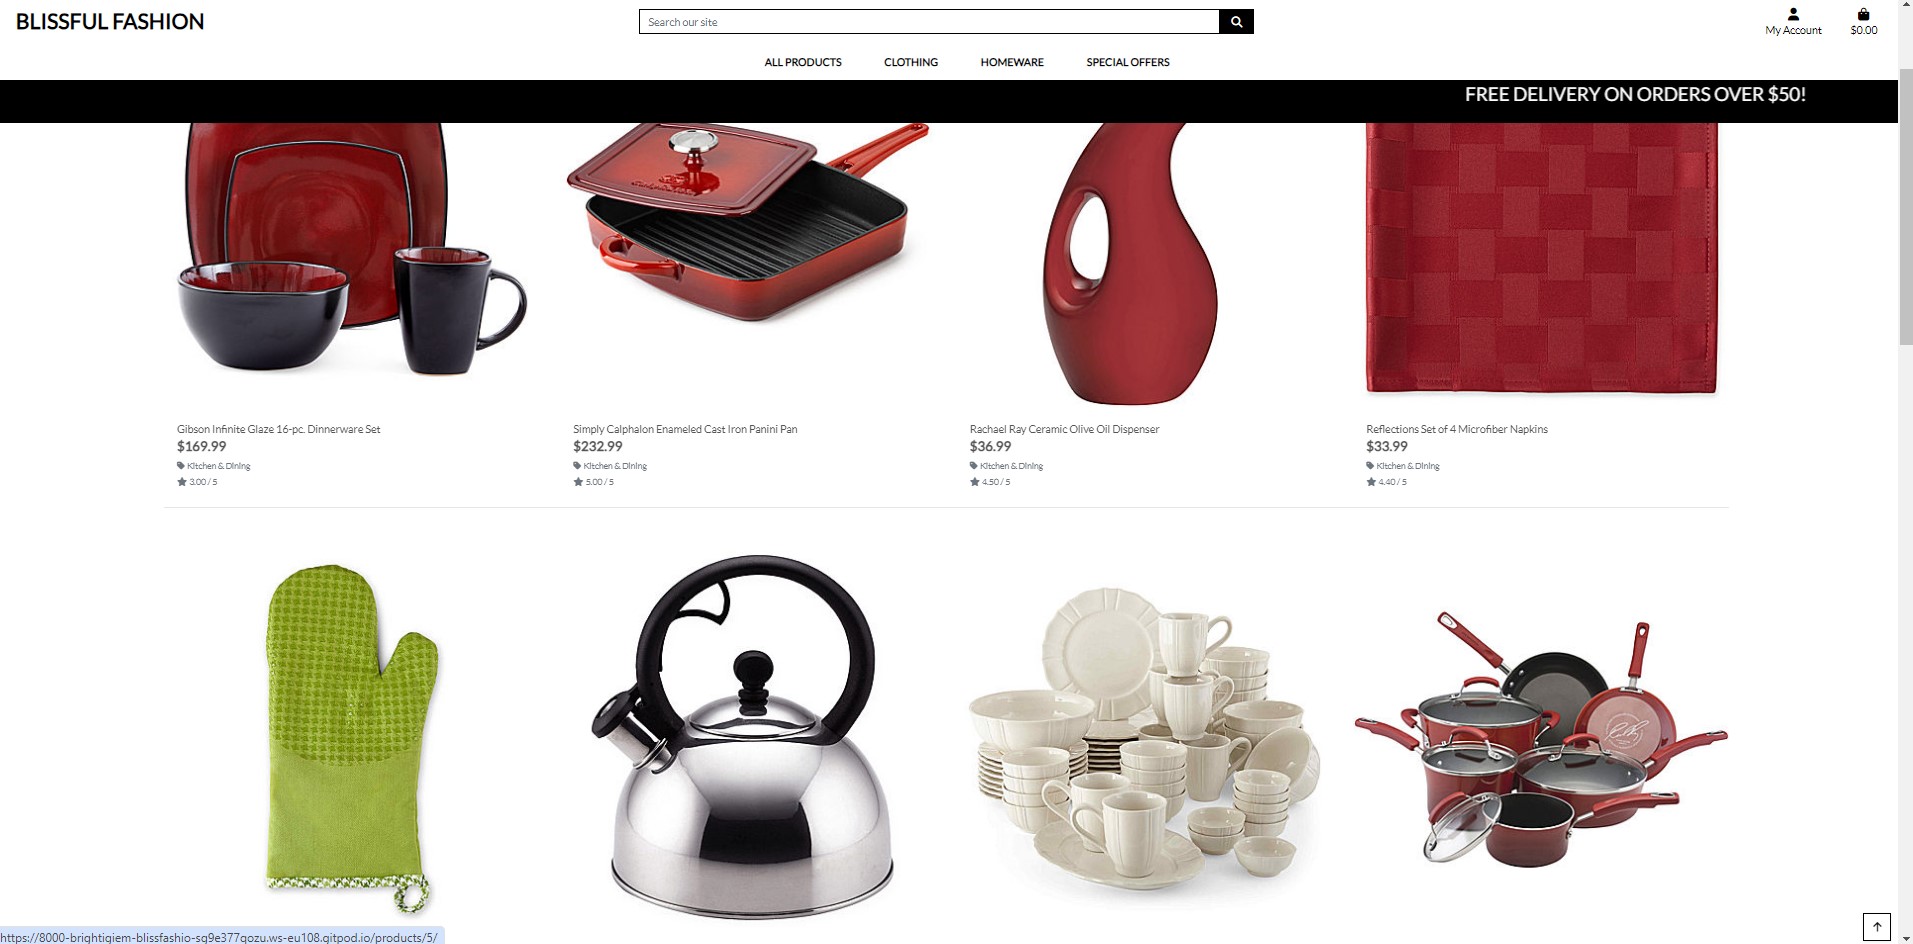 BLISSFUL FASHION
Search our site
My Account
$0.00
ALL PRODUCTS
CLOTHING
HOMEWARE
SPECIAL OFFERS
FREE DELIVERY ON ORDERS OVER $50!
Gibson Infinite Glaze 16-pc. Dinnerware Set
$169.99
Kitchen & Dining
3.00 / 5
Simply Calphalon Enameled Cast Iron Panini Pan
$232.99
Kitchen & Dining
5.00 / 5
Rachael Ray Ceramic Olive Oil Dispenser
$36.99
Kitchen & Dining
4.50 / 5
Reflections Set of 4 Microfiber Napkins
$33.99
Kitchen & Dining
4.40 / 5
https://8000-brightigiem-blissfashio-sg9e377gozu.ws-eu108.gitpod.io/products/5/